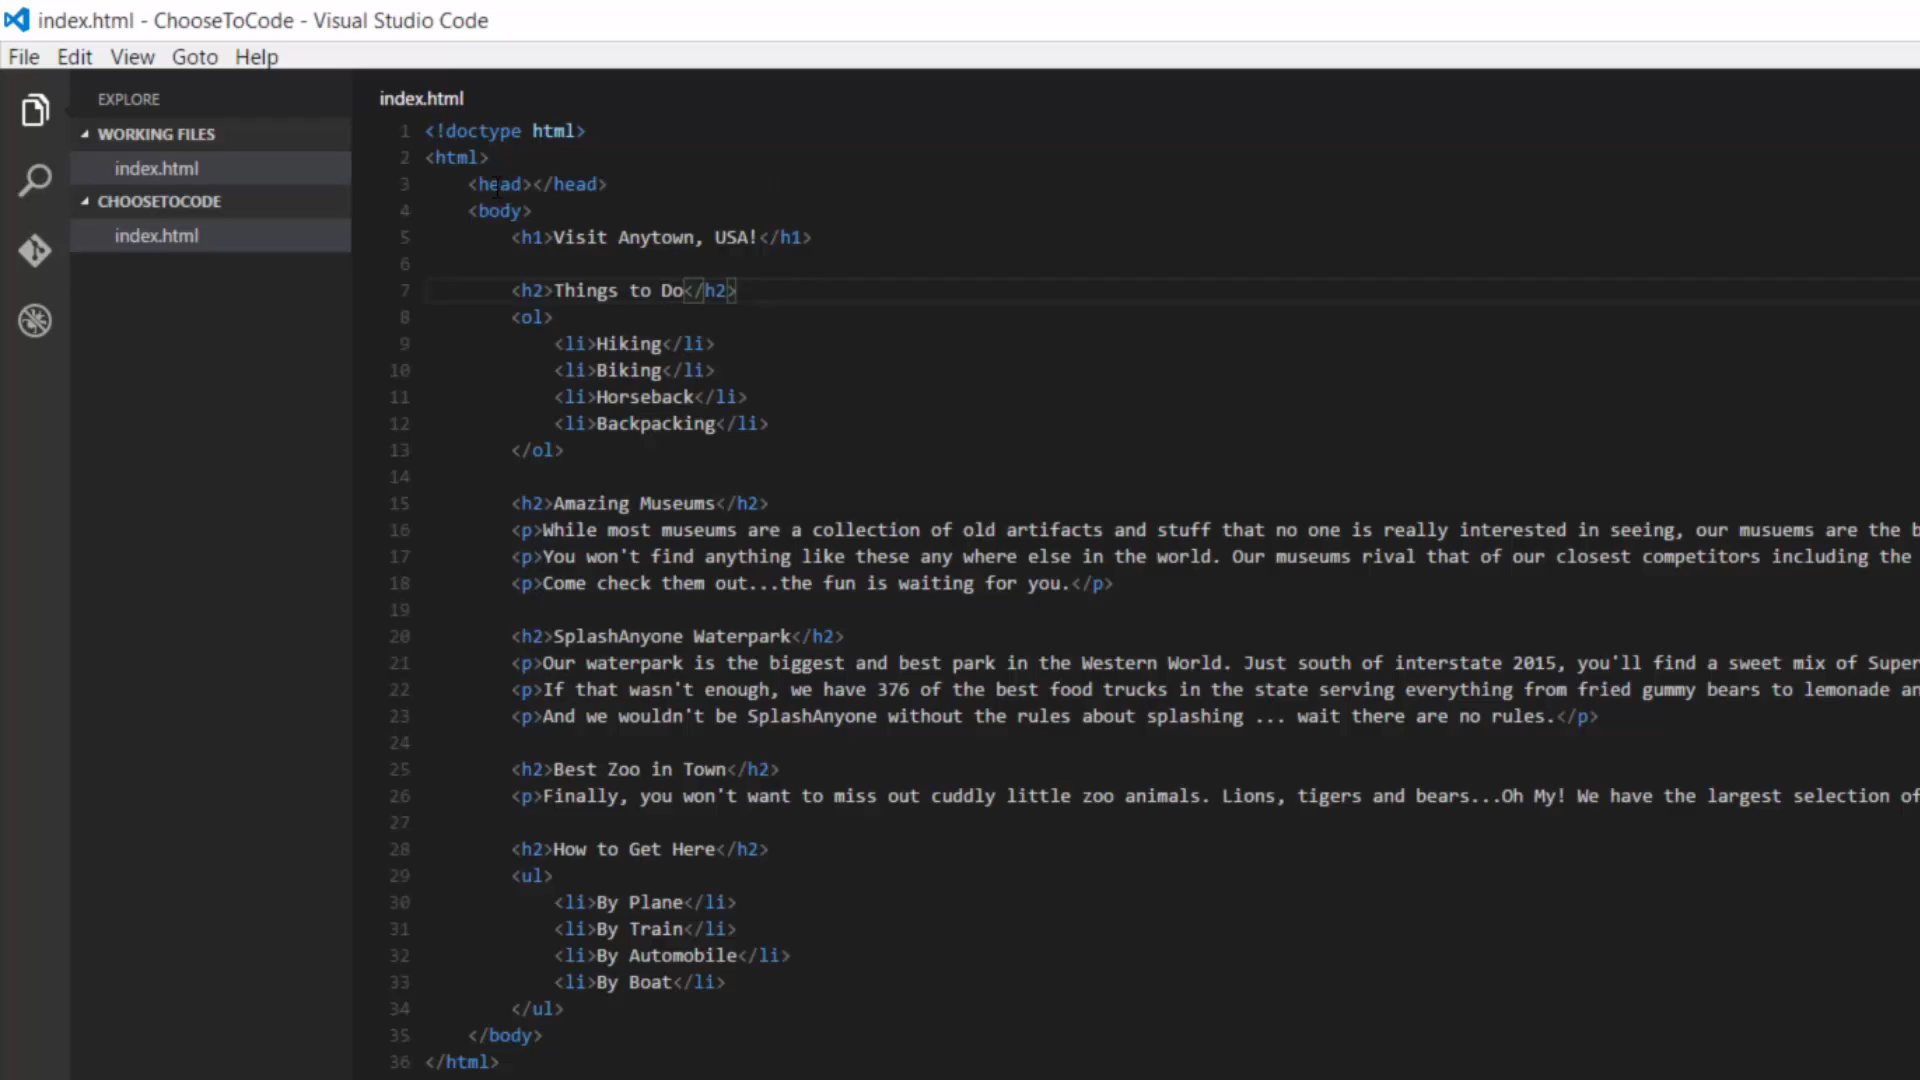 index.html - ChooseToCode - Visual Studio Code
File Edit View Goto Help
EXPLORE
WORKING FILES
index.html
CHOOSETOCODE
index.html
index.html
1 <!doctype html>
2 <html>
3 <head></head>
4 <body>
5 <h1>Visit Anytown, USA!</h1>
6
7 <h2>Things to Do</h2>
8 <ol>
9 <li>Hiking</li>
10 <li>Biking</li>
11 <li>Horseback</li>
12 <li>Backpacking</li>
13 </ol>
14
15 <h2>Amazing Museums</h2>
16 <p>While most museums are a collection of old artifacts and stuff that no one is really interested in seeing, our musuems are the b
17 <p>You won't find anything like these any where else in the world. Our museums rival that of our closest competitors including the
18 <p>Come check them out...the fun is waiting for you.</p>
19
20 <h2>SplashAnyone Waterpark</h2>
21 <p>Our waterpark is the biggest and best park in the Western World. Just south of interstate 2015, you'll find a sweet mix of Super
22 <p>If that wasn't enough, we have 376 of the best food trucks in the state serving everything from fried gummy bears to lemonade an
23 <p>And we wouldn't be SplashAnyone without the rules about splashing ... wait there are no rules.</p>
24
25 <h2>Best Zoo in Town</h2>
26 <p>Finally, you won't want to miss out cuddly little zoo animals. Lions, tigers and bears...Oh My! We have the largest selection of
27
28 <h2>How to Get Here</h2>
29 <ul>
30 <li>By Plane</li>
31 <li>By Train</li>
32 <li>By Automobile</li>
33 <li>By Boat</li>
34 </ul>
35 </body>
36 </html>